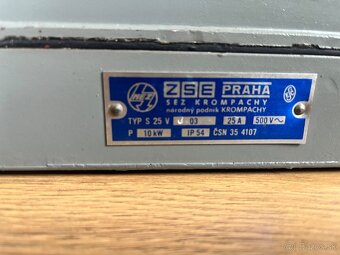 MEZ
ZSE PRAHA
SEZ KROMPACHY
národný podnik KROMPACHY
TYP S 25 V 03 25 A 500 V ~
P 10 kW IP 54 ČSN 35 4107